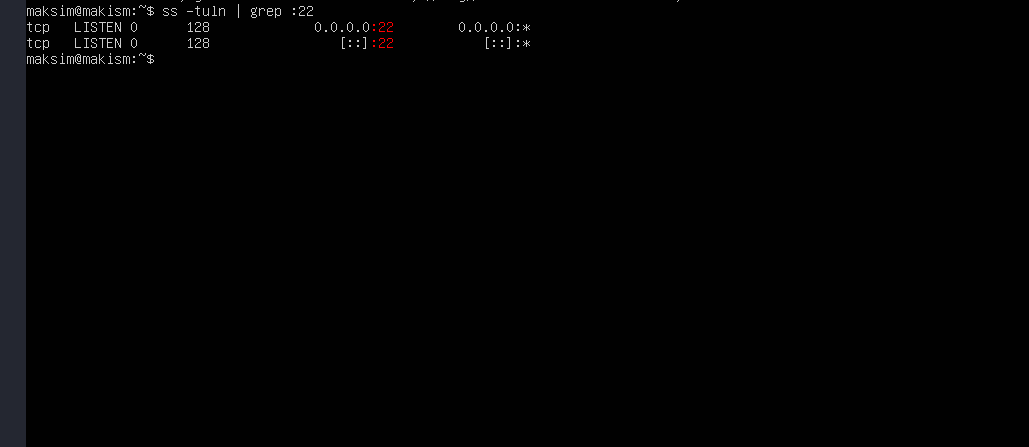 maksim@makism:~$ ss -tuln | grep :22
tcp LISTEN 0 128 0.0.0.0:22 0.0.0.0:*
tcp LISTEN 0 128 [::]:22 [::]:*
maksim@makism:~$